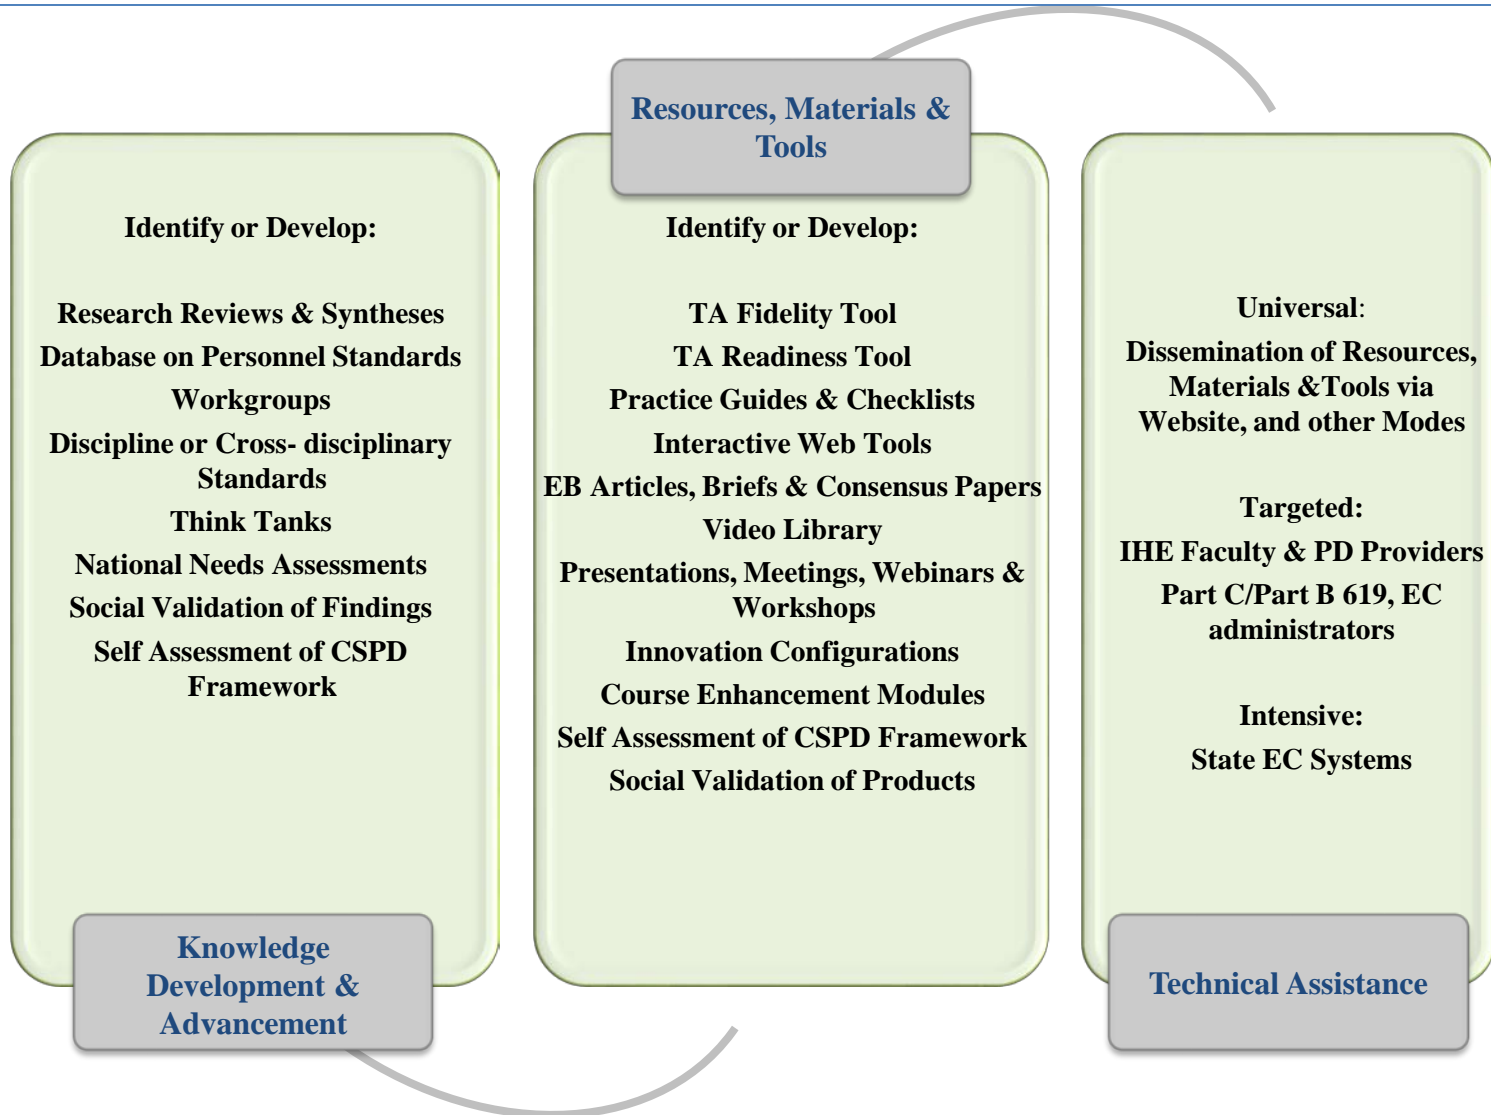 Identify or Develop:
Research Reviews & Syntheses
Database on Personnel Standards
Workgroups
Discipline or Cross- disciplinary
Standards
Think Tanks
National Needs Assessments
Social Validation of Findings
Self Assessment of CSPD
Framework
Knowledge
Development &
Advancement
Resources, Materials &
Tools
Identify or Develop:
TA Fidelity Tool
TA Readiness Tool
Practice Guides & Checklists
Interactive Web Tools
EB Articles, Briefs & Consensus Papers
Video Library
Presentations, Meetings, Webinars &
Workshops
Innovation Configurations
Course Enhancement Modules
Self Assessment of CSPD Framework
Social Validation of Products
Universal:
Dissemination of Resources,
Materials &Tools via
Website, and other Modes
Targeted:
IHE Faculty & PD Providers
Part C/Part B 619, EC
administrators
Intensive:
State EC Systems
Technical Assistance